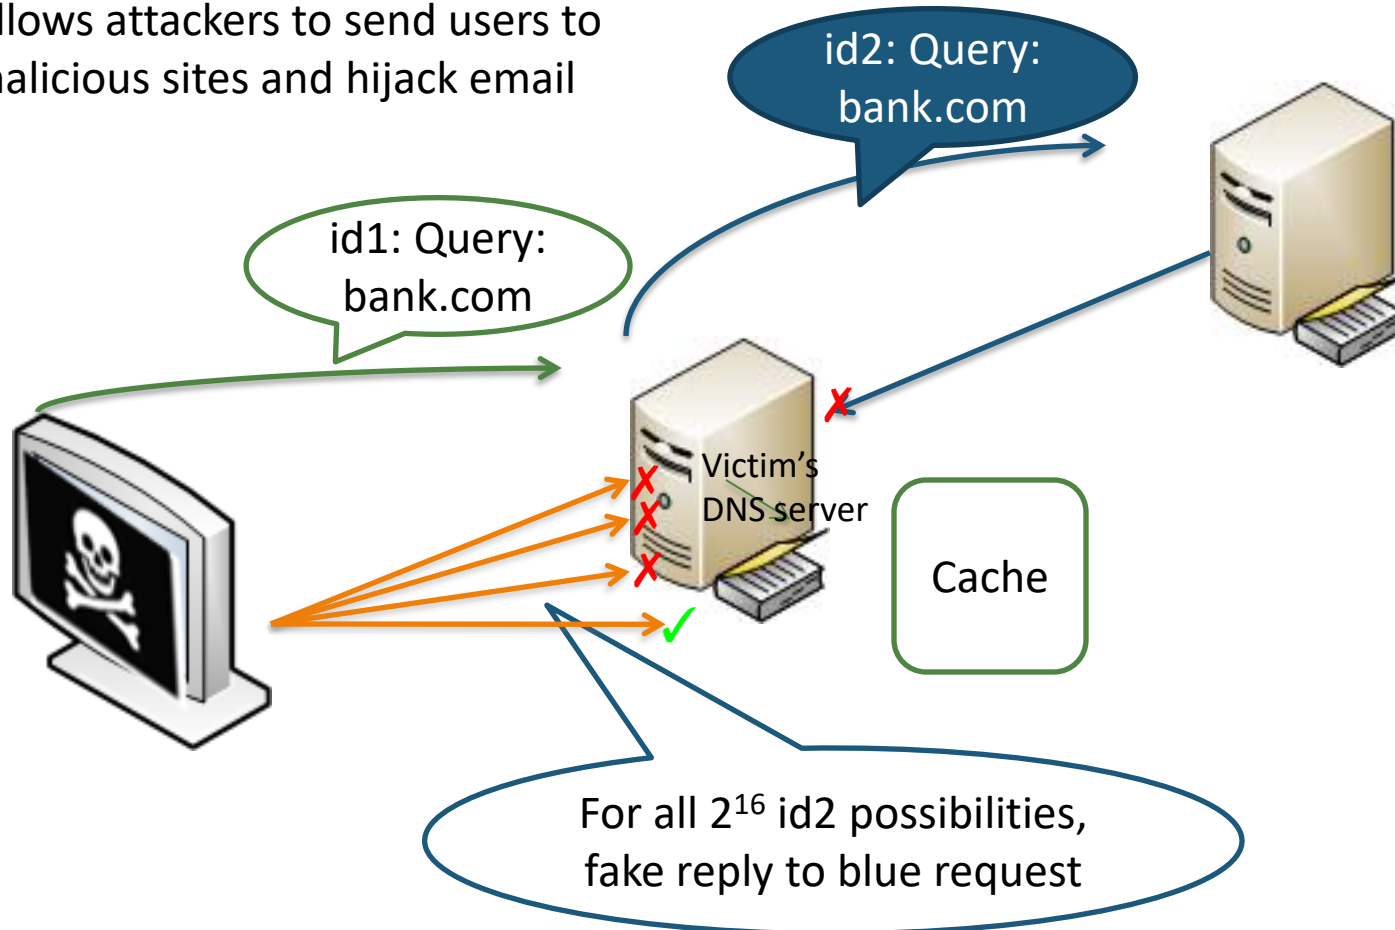 llows attackers to send users to
alicious sites and hijack email
id2: Query:
bank.com
id1: Query:
bank.com
Victim’s
DNS server
Cache
For all 2¹⁶ id2 possibilities,
fake reply to blue request